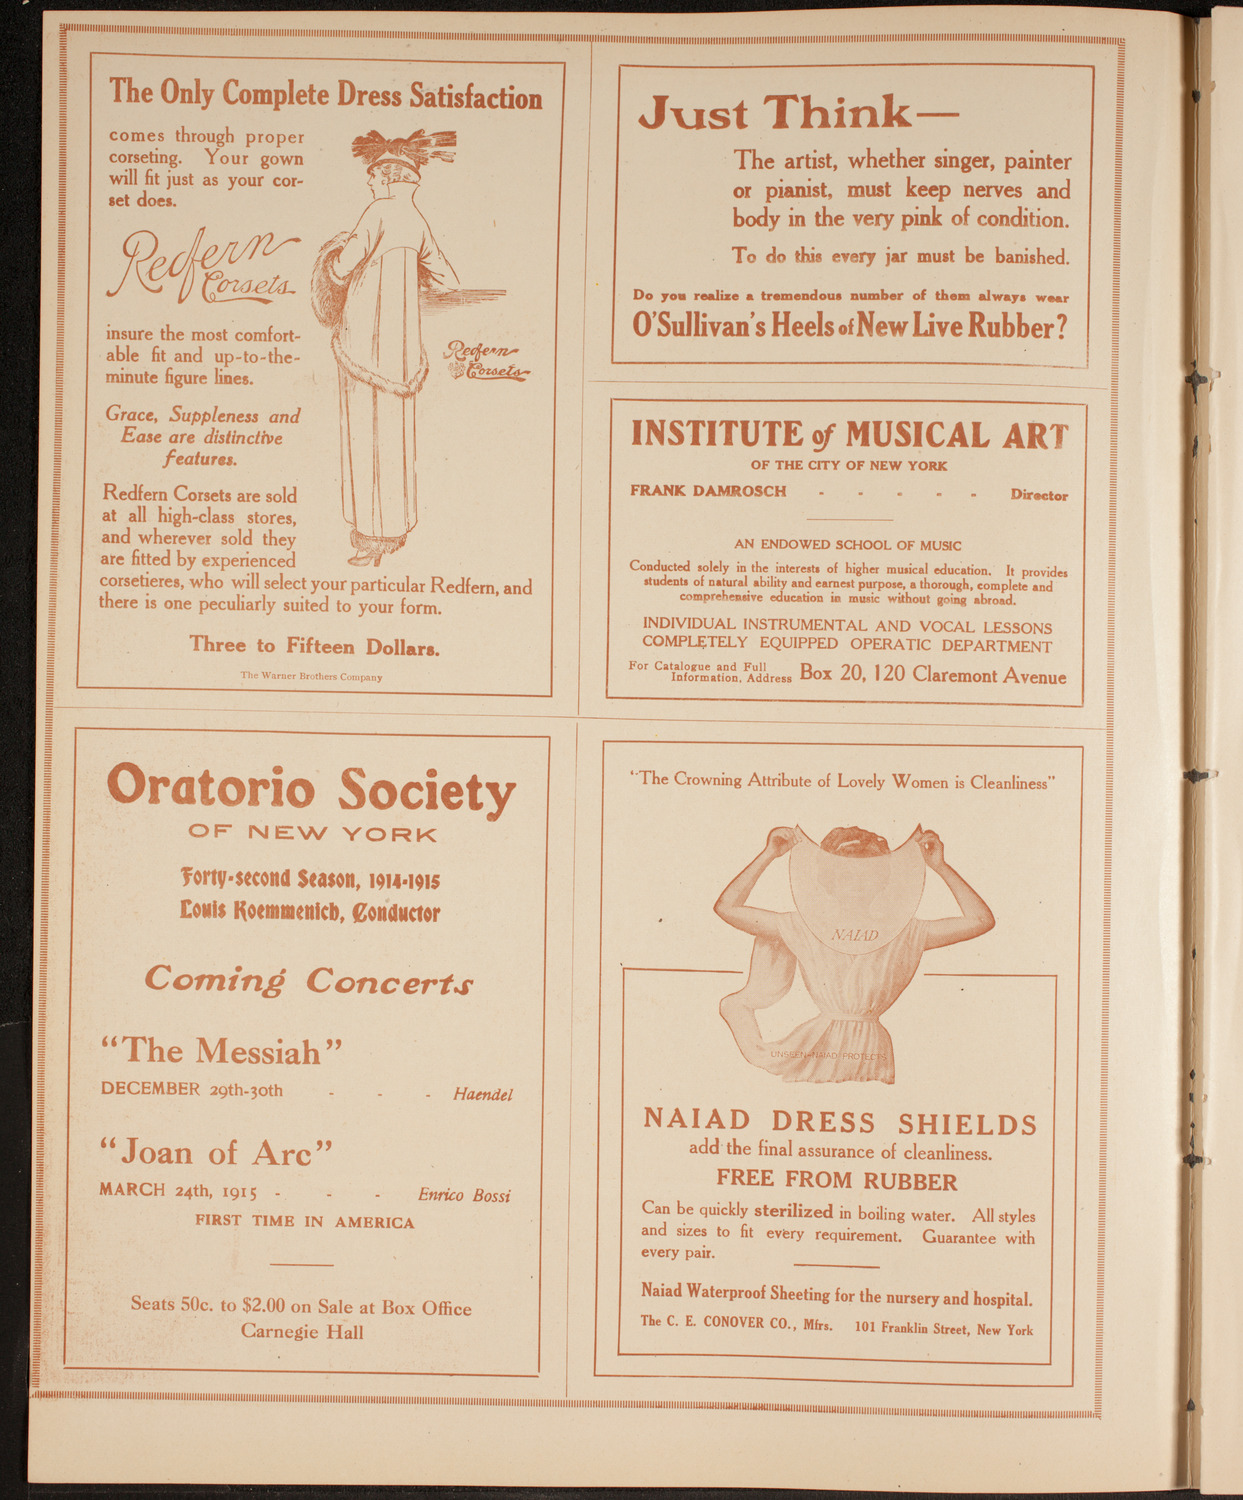 The Only Complete Dress Satisfaction
comes through proper
corseting. Your gown
will fit just as your cor-
set does.
Redfern
Corsets
insure the most comfort-
able fit and up-to-the-
minute figure lines.
Redfern
Corsets
Grace, Suppleness and
Ease are distinctive
features.
Redfern Corsets are sold
at all high-class stores,
and wherever sold they
are fitted by experienced
corsetieres, who will select your particular Redfern, and
there is one peculiarly suited to your form.
Three to Fifteen Dollars.
The Warner Brothers Company
Just Think—
The artist, whether singer, painter
or pianist, must keep nerves and
body in the very pink of condition.
To do this every jar must be banished.
Do you realize a tremendous number of them always wear
O'Sullivan's Heels of New Live Rubber?
INSTITUTE of MUSICAL ART
OF THE CITY OF NEW YORK
FRANK DAMROSCH - - - - - Director
AN ENDOWED SCHOOL OF MUSIC
Conducted solely in the interests of higher musical education. It provides
students of natural ability and earnest purpose, a thorough, complete and
comprehensive education in music without going abroad.
INDIVIDUAL INSTRUMENTAL AND VOCAL LESSONS
COMPLETELY EQUIPPED OPERATIC DEPARTMENT
For Catalogue and Full
Information, Address Box 20, 120 Claremont Avenue
Oratorio Society
OF NEW YORK
Forty-second Season, 1914-1915
Louis Koemmenich, Conductor
Coming Concerts
"The Messiah"
DECEMBER 29th-30th - - - Haendel
"Joan of Arc"
MARCH 24th, 1915 - - - Enrico Bossi
FIRST TIME IN AMERICA
Seats 50c. to $2.00 on Sale at Box Office
Carnegie Hall
"The Crowning Attribute of Lovely Women is Cleanliness"
NAIAD
UNSEEN-NAIAD PROTECTS
NAIAD DRESS SHIELDS
add the final assurance of cleanliness.
FREE FROM RUBBER
Can be quickly sterilized in boiling water. All styles
and sizes to fit every requirement. Guarantee with
every pair.
Naiad Waterproof Sheeting for the nursery and hospital.
The C. E. CONOVER CO., Mfrs. 101 Franklin Street, New York